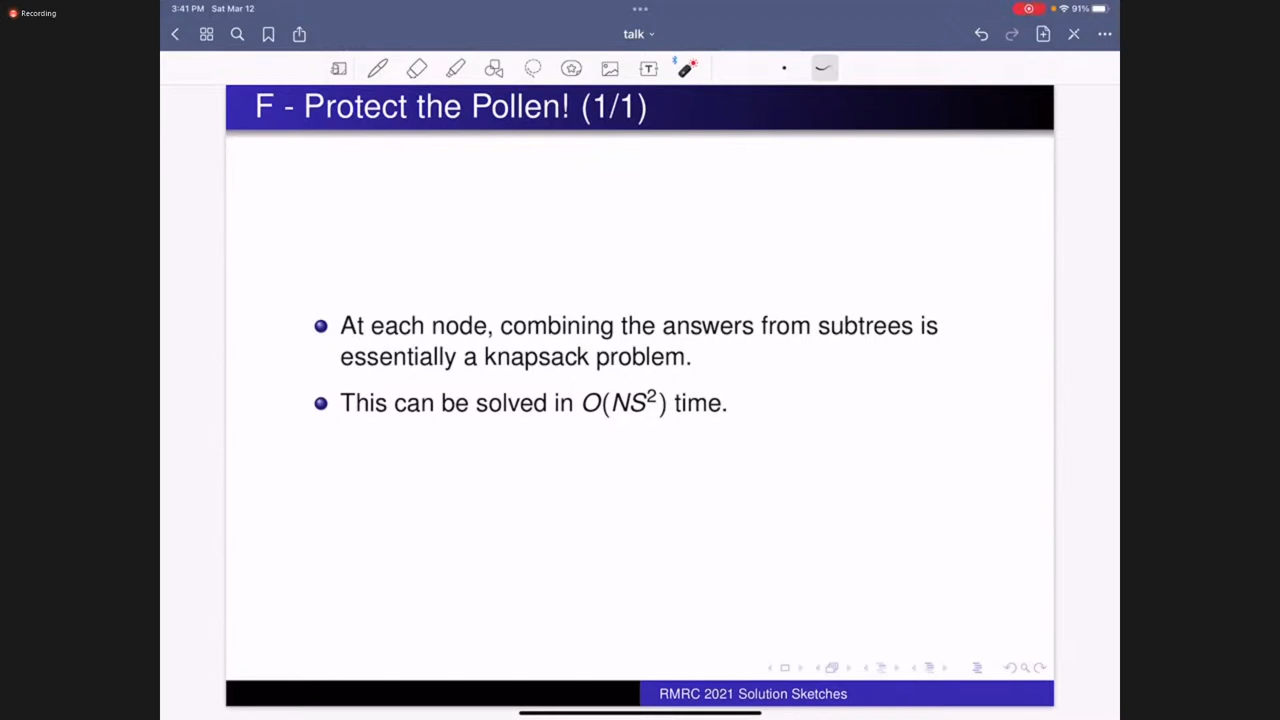 Recording
3:41 PM Sat Mar 12
91%
talk
T
F - Protect the Pollen! (1/1)
At each node, combining the answers from subtrees is
essentially a knapsack problem.
This can be solved in O(NS²) time.
RMRC 2021 Solution Sketches